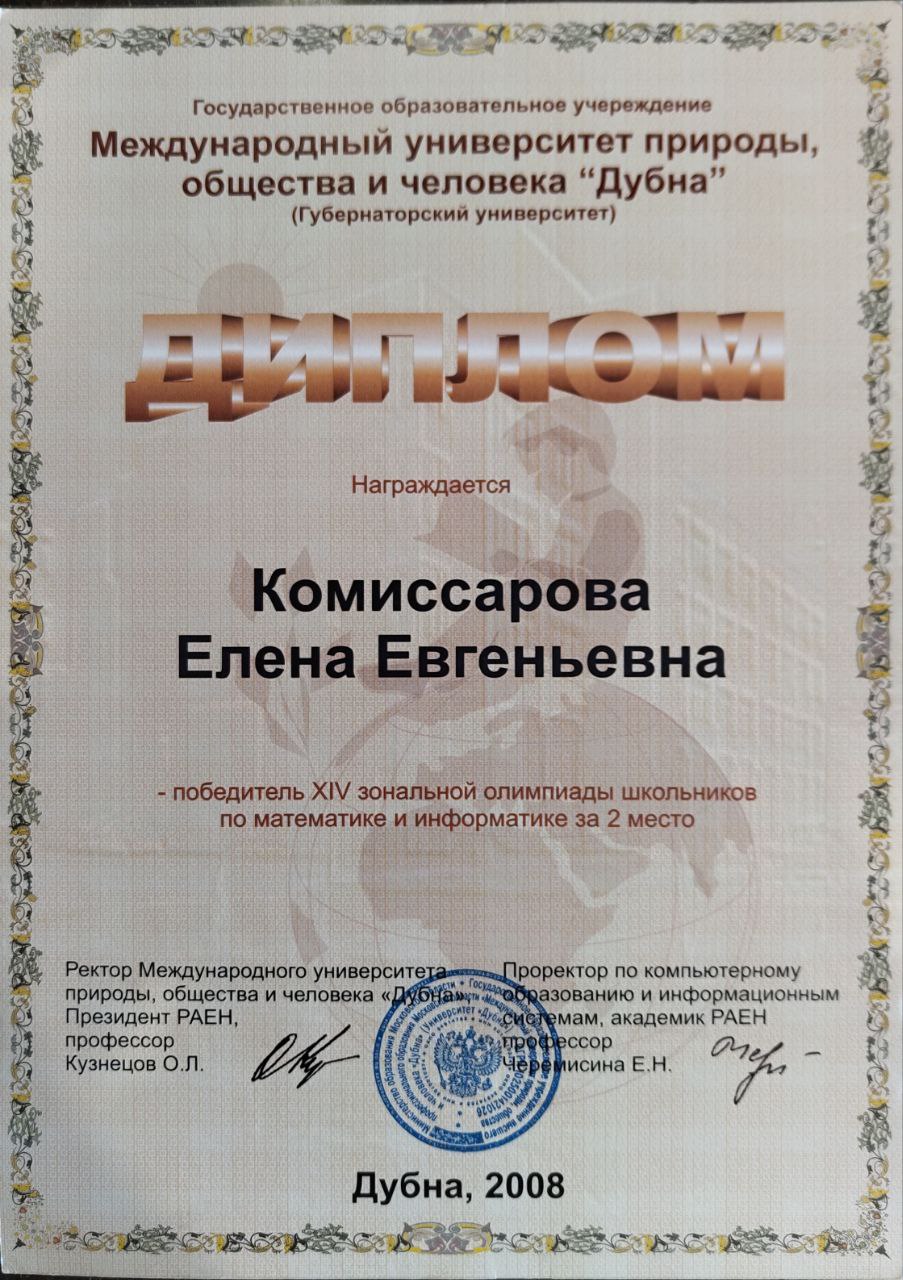 Государственное образовательное учереждение
Международный университет природы,
общества и человека “Дубна”
(Губернаторский университет)
ДИПЛОМ
Награждается
Комиссарова
Елена Евгеньевна
- победитель XIV зональной олимпиады школьников
по математике и информатике за 2 место
Ректор Международного университета
природы, общества и человека «Дубна»,
Президент РАЕН,
профессор
Кузнецов О.Л.
Проректор по компьютерному
образованию и информационным
системам, академик РАЕН
профессор
Черемисина Е.Н.
Дубна, 2008